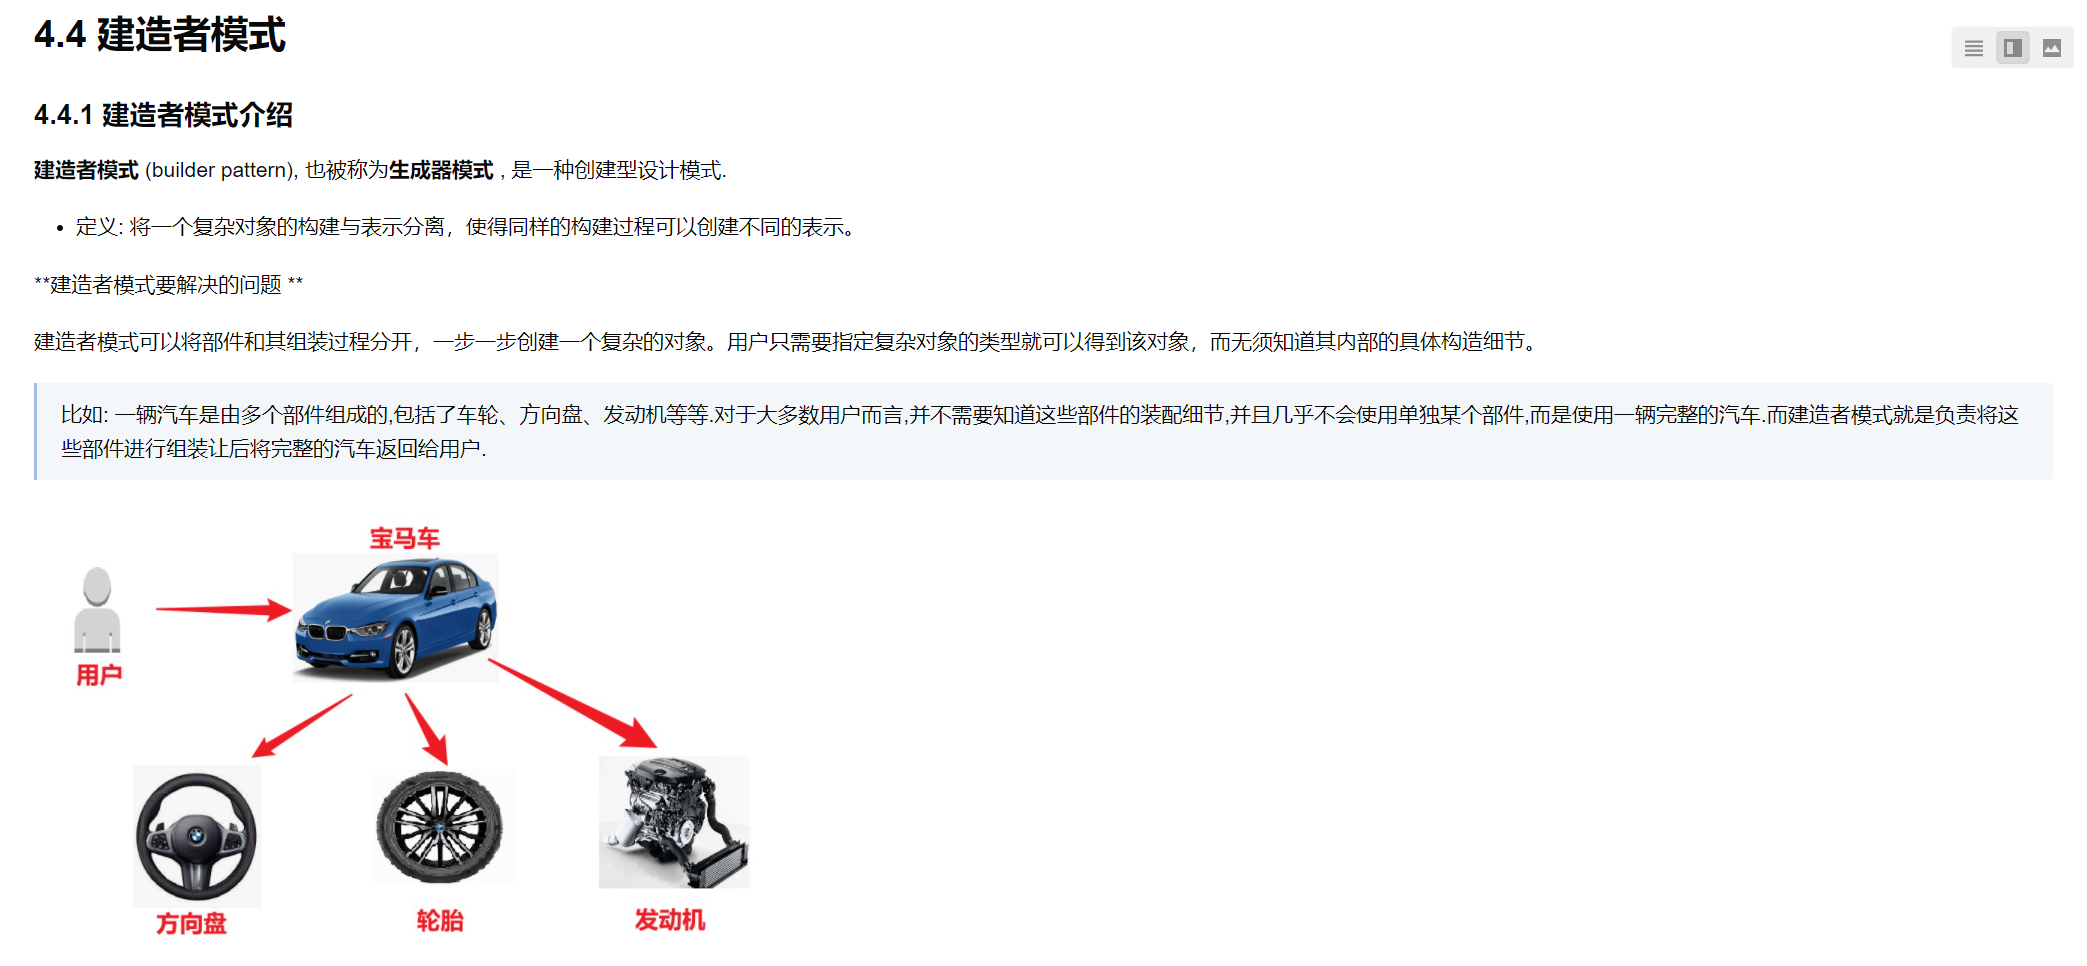 4.4 建造者模式
4.4.1 建造者模式介绍
建造者模式 (builder pattern), 也被称为生成器模式 , 是一种创建型设计模式.
• 定义: 将一个复杂对象的构建与表示分离，使得同样的构建过程可以创建不同的表示。
**建造者模式要解决的问题 **
建造者模式可以将部件和其组装过程分开，一步一步创建一个复杂的对象。用户只需要指定复杂对象的类型就可以得到该对象，而无须知道其内部的具体构造细节。
比如: 一辆汽车是由多个部件组成的,包括了车轮、方向盘、发动机等等.对于大多数用户而言,并不需要知道这些部件的装配细节,并且几乎不会使用单独某个部件,而是使用一辆完整的汽车.而建造者模式就是负责将这
些部件进行组装让后将完整的汽车返回给用户.
宝马车
用户
方向盘
轮胎
发动机